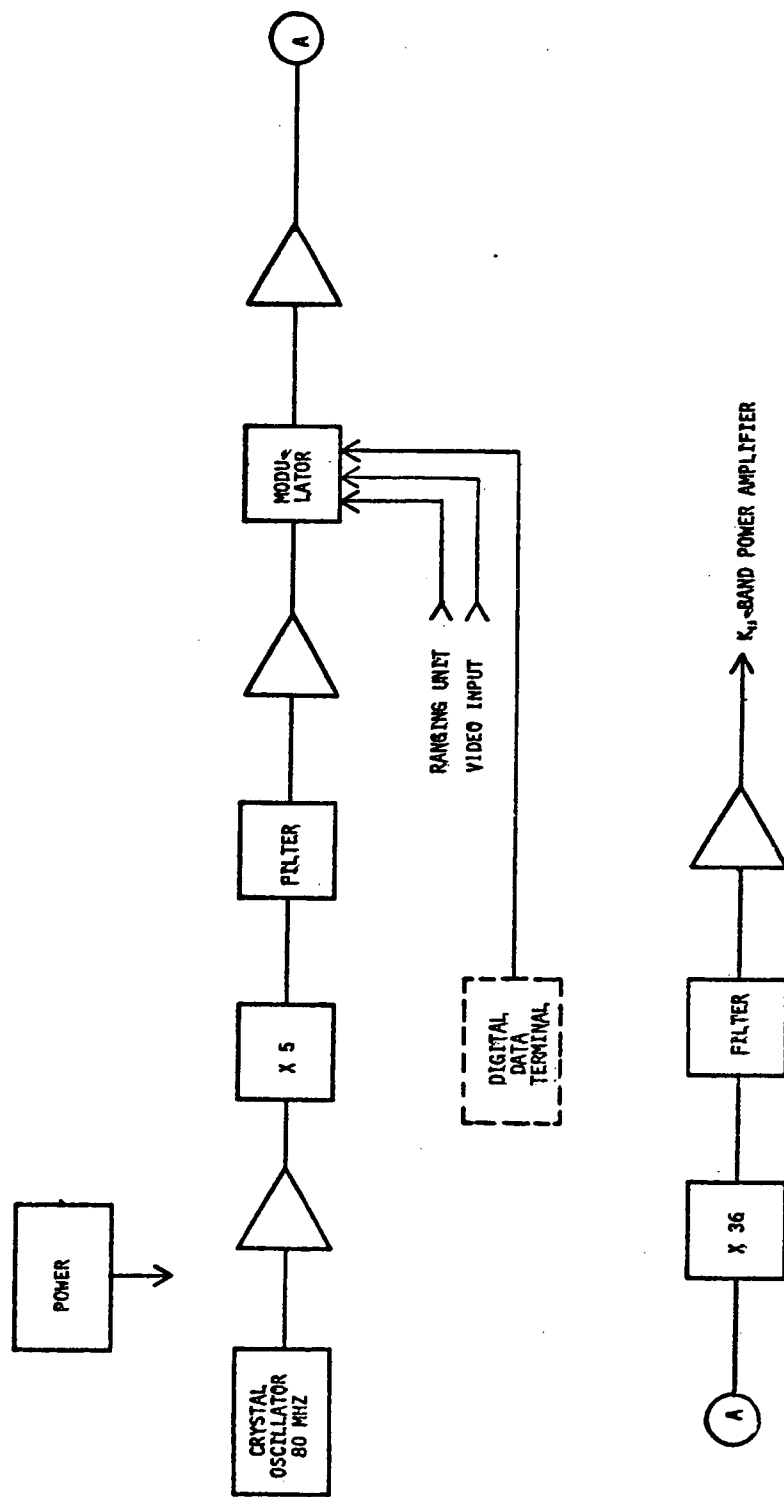 POWER
CRYSTAL
OSCILLATOR
80 MHZ
X 5
FILTER
MODU-
LATOR
A
RANGING UNIT
VIDEO INPUT
DIGITAL
DATA
TERMINAL
A
X 36
FILTER
Ku-BAND POWER AMPLIFIER